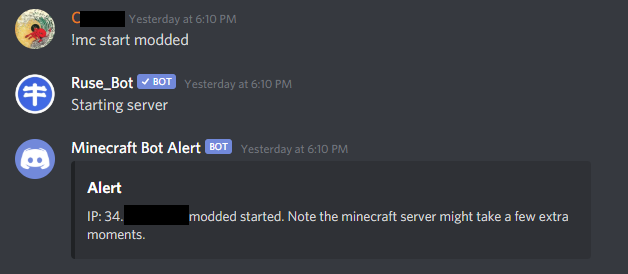 C Yesterday at 6:10 PM
!mc start modded
Ruse_Bot BOT Yesterday at 6:10 PM
Starting server
Minecraft Bot Alert BOT Yesterday at 6:10 PM
Alert
IP: 34. modded started. Note the minecraft server might take a few extra
moments.